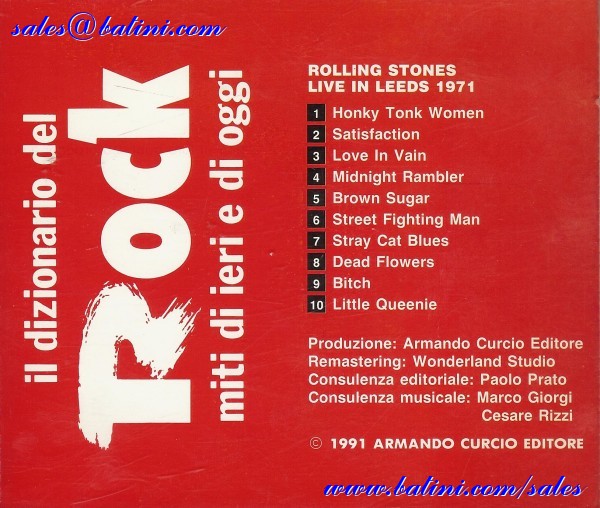 sales@batini.com
il dizionario del
Rock
miti di ieri e di oggi
ROLLING STONES
LIVE IN LEEDS 1971
1 Honky Tonk Women
2 Satisfaction
3 Love In Vain
4 Midnight Rambler
5 Brown Sugar
6 Street Fighting Man
7 Stray Cat Blues
8 Dead Flowers
9 Bitch
10 Little Queenie
Produzione: Armando Curcio Editore
Remastering: Wonderland Studio
Consulenza editoriale: Paolo Prato
Consulenza musicale: Marco Giorgi
Cesare Rizzi
© 1991 ARMANDO CURCIO EDITORE
www.batini.com/sales